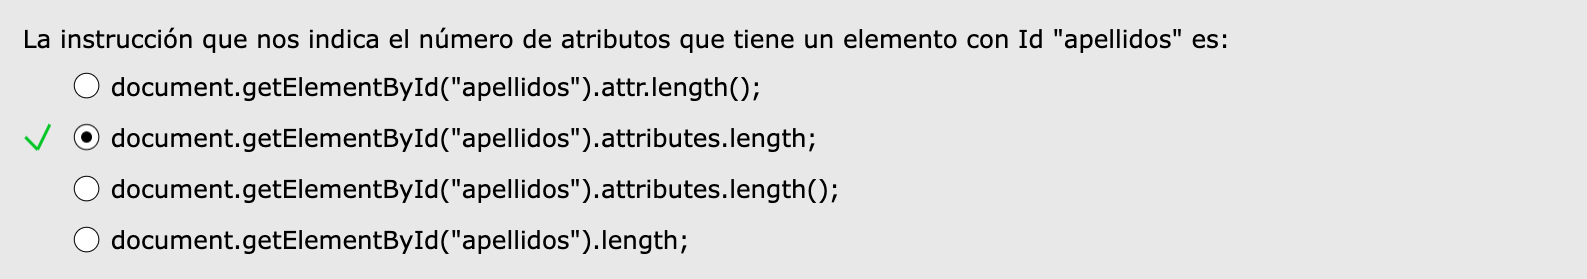 La instrucción que nos indica el número de atributos que tiene un elemento con Id "apellidos" es:
document.getElementById("apellidos").attr.length();
document.getElementById("apellidos").attributes.length;
document.getElementById("apellidos").attributes.length();
document.getElementById("apellidos").length;